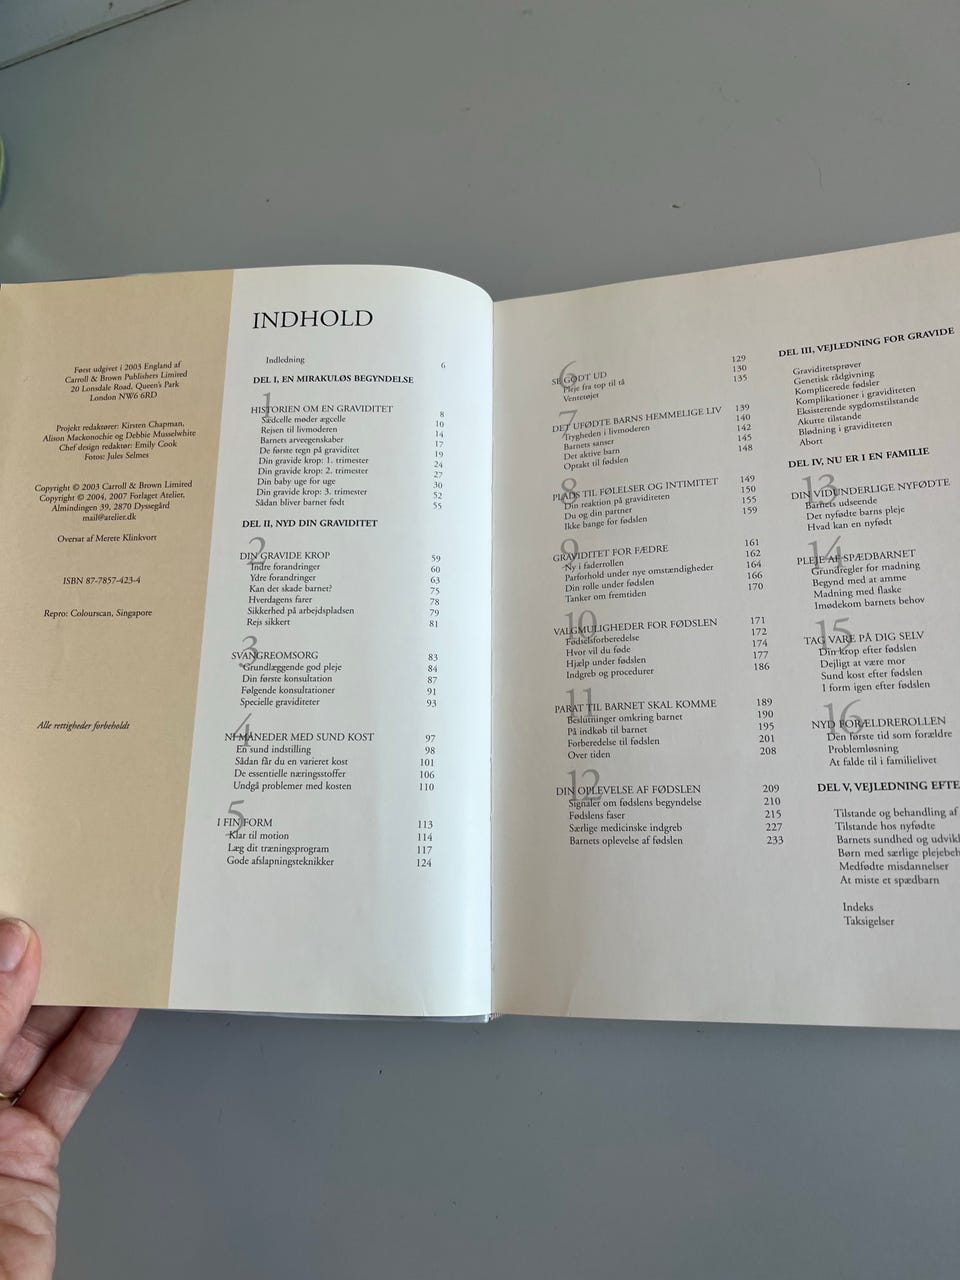 Først udgivet i 2003 England af
Carroll & Brown Publishers Limited
20 Lonsdale Road, Queen's Park
London NW6 6RD
Projekt redaktører: Kirsten Chapman,
Alison Mackonochie og Debbie Musselwhite
Chef design redaktør: Emily Cook
Fotos: Jules Selmes
Copyright © 2003 Carroll & Brown Limited
Copyright © 2004, 2007 Forlaget Atelier,
Almindingen 39, 2870 Dyssegård
mail@atelier.dk
Oversat af Merete Klinkvort
ISBN 87-7857-423-4
Repro: Colourscan, Singapore
Alle rettigheder forbeholdt
INDHOLD
Indledning 6
DEL I, EN MIRAKULØS BEGYNDELSE
1
HISTORIEN OM EN GRAVIDITET 8
Sædcelle møder ægcelle 10
Rejsen til livmoderen 14
Barnets arveegenskaber 17
De første tegn på graviditet 19
Din gravide krop: 1. trimester 24
Din gravide krop: 2. trimester 27
Din baby uge for uge 30
Din gravide krop: 3. trimester 52
Sådan bliver barnet født 55
DEL II, NYD DIN GRAVIDITET
2
DIN GRAVIDE KROP 59
Indre forandringer 60
Ydre forandringer 63
Kan det skade barnet? 75
Hverdagens farer 78
Sikkerhed på arbejdspladsen 79
Rejs sikkert 81
3
SVANGREOMSORG 83
Grundlæggende god pleje 84
Din første konsultation 87
Følgende konsultationer 91
Specielle graviditeter 93
4
NI MÅNEDER MED SUND KOST 97
En sund indstilling 98
Sådan får du en varieret kost 101
De essentielle næringsstoffer 106
Undgå problemer med kosten 110
5
I FIN FORM 113
Klar til motion 114
Læg dit træningsprogram 117
Gode afslapningsteknikker 124
6
SE GODT UD 129
Pleje fra top til tå 130
Ventetøjet 135
7
DET UFØDTE BARNS HEMMELIGE LIV 139
Trygheden i livmoderen 140
Barnets sanser 142
Det aktive barn 145
Optakt til fødslen 148
8
PLADS TIL FØLELSER OG INTIMITET 149
Din reaktion på graviditeten 150
Du og din partner 155
Ikke bange for fødslen 159
9
GRAVIDITET FOR FÆDRE 161
Ny i faderrollen 162
Parforhold under nye omstændigheder 164
Din rolle under fødslen 166
Tanker om fremtiden 170
10
VALGMULIGHEDER FOR FØDSLEN 171
Fødselsforberedelse 172
Hvor vil du føde 174
Hjælp under fødslen 177
Indgreb og procedurer 186
11
PARAT TIL BARNET SKAL KOMME 189
Beslutninger omkring barnet 190
På indkøb til barnet 195
Forberedelse til fødslen 201
Over tiden 208
12
DIN OPLEVELSE AF FØDSLEN 209
Signaler om fødslens begyndelse 210
Fødslens faser 215
Særlige medicinske indgreb 227
Barnets oplevelse af fødslen 233
DEL III, VEJLEDNING FOR GRAVIDE
Graviditetsprøver
Genetisk rådgivning
Komplicerede fødsler
Komplikationer i graviditeten
Eksisterende sygdomstilstande
Akutte tilstande
Blødning i graviditeten
Abort
DEL IV, NU ER I EN FAMILIE
13
DIN VIDUNDERLIGE NYFØDTE
Barnets udseende
Det nyfødte barns pleje
Hvad kan en nyfødt
14
PLEJE AF SPÆDBARNET
Grundregler for madning
Begynd med at amme
Madning med flaske
Imødekom barnets behov
15
TAG VARE PÅ DIG SELV
Din krop efter fødslen
Dejligt at være mor
Sund kost efter fødslen
I form igen efter fødslen
16
NYD FORÆLDREROLLEN
Den første tid som forældre
Problemløsning
At falde til i familielivet
DEL V, VEJLEDNING EFTE
Tilstande og behandling af
Tilstande hos nyfødte
Barnets sundhed og udvikl
Børn med særlige plejebeh
Medfødte misdannelser
At miste et spædbarn
Indeks
Taksigelser